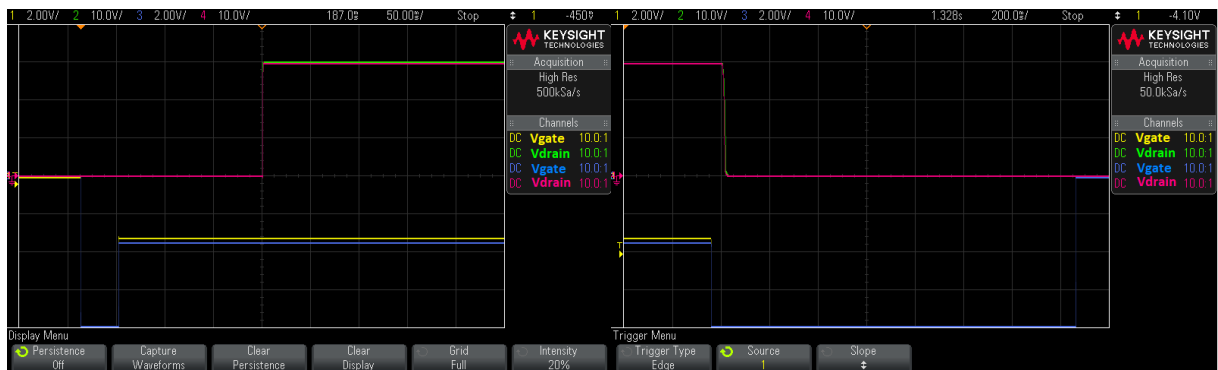 1 2.00V/ 2 10.0V/ 3 2.00V/ 4 10.0V/ 187.0s 50.00s/ Stop 1 -450V
KEYSIGHT
TECHNOLOGIES
Acquisition
High Res
500kSa/s
Channels
DC Vgate 10.0:1
DC Vdrain 10.0:1
DC Vgate 10.0:1
DC Vdrain 10.0:1
Display Menu
Persistence
Off
Capture
Waveforms
Clear
Persistence
Clear
Display
Grid
Full
Intensity
20%
1 2.00V/ 2 10.0V/ 3 2.00V/ 4 10.0V/ 1.328s 200.0s/ Stop 1 -4.10V
KEYSIGHT
TECHNOLOGIES
Acquisition
High Res
50.0kSa/s
Channels
DC Vgate 10.0:1
DC Vdrain 10.0:1
DC Vgate 10.0:1
DC Vdrain 10.0:1
T
Trigger Menu
Trigger Type
Edge
Source
1
Slope